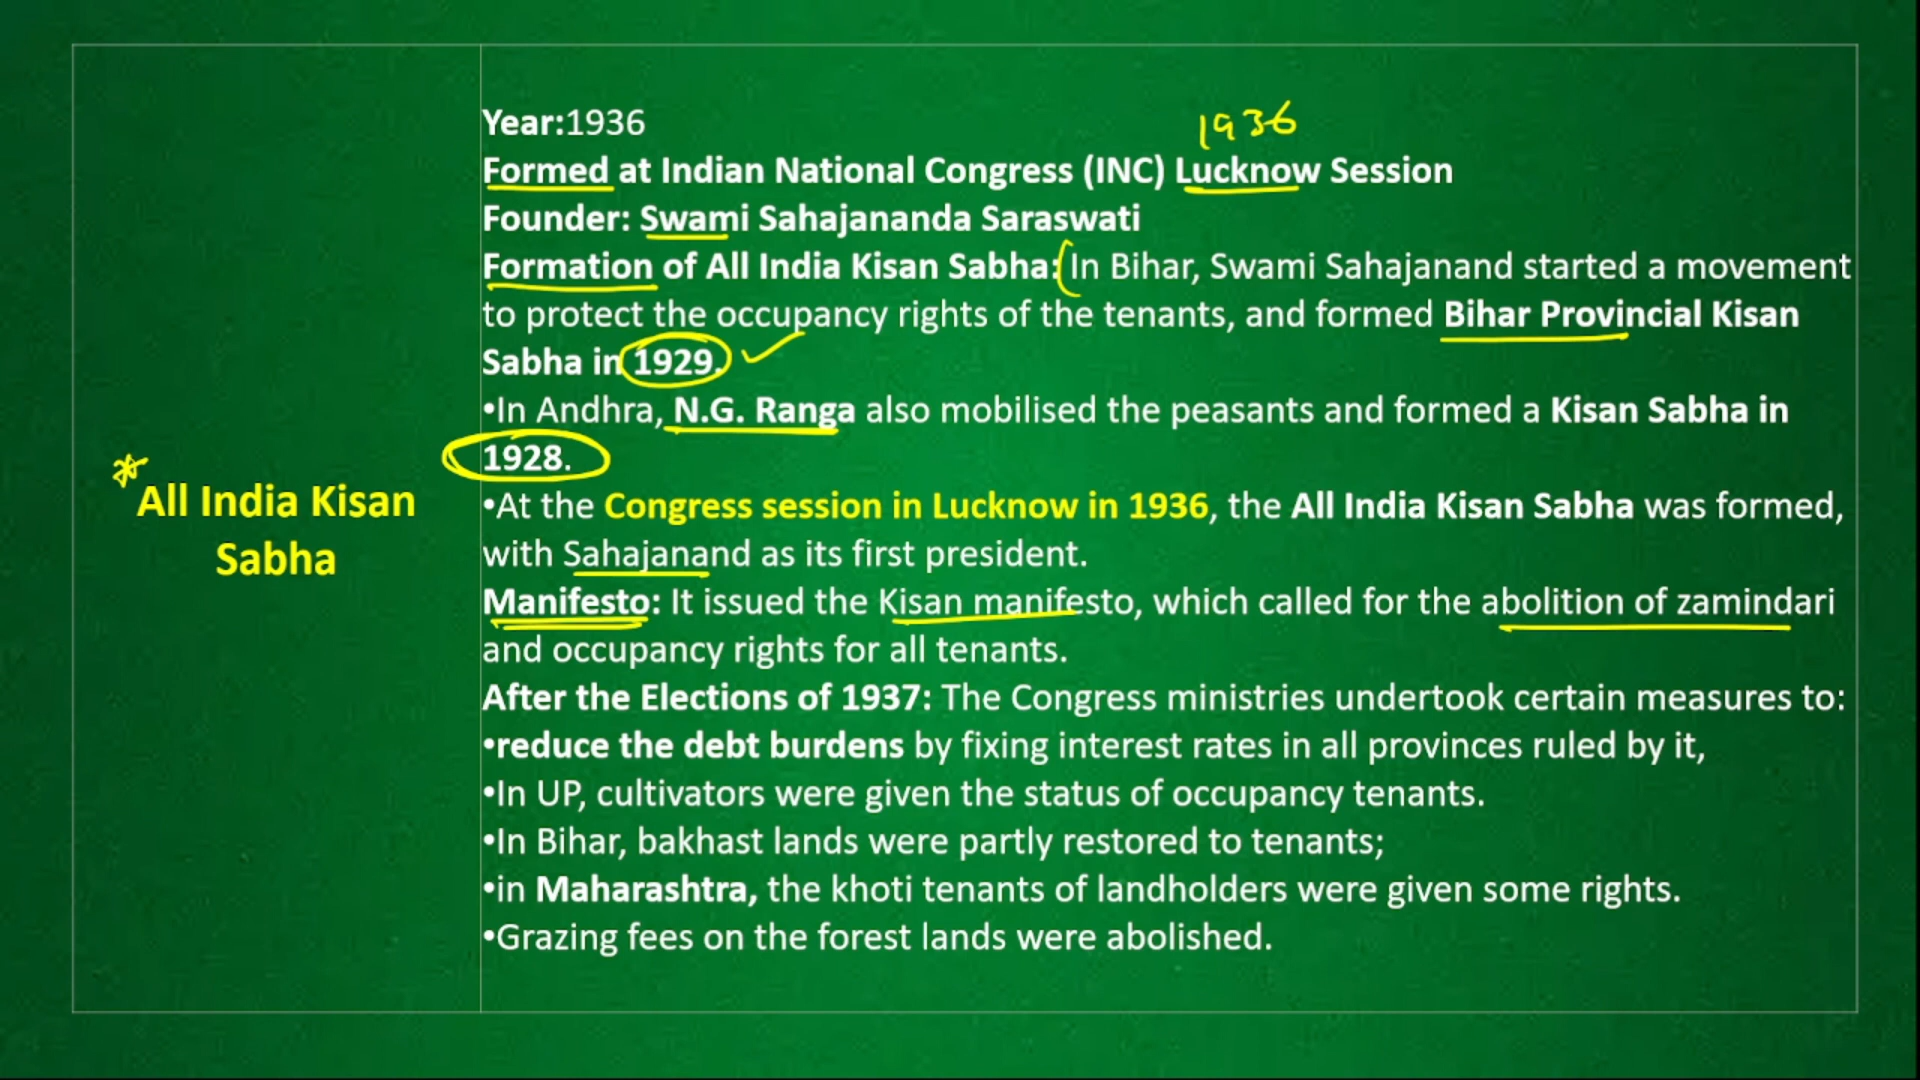 *All India Kisan
Sabha
Year:1936
1936
Formed at Indian National Congress (INC) Lucknow Session
Founder: Swami Sahajananda Saraswati
Formation of All India Kisan Sabha: (In Bihar, Swami Sahajanand started a movement
to protect the occupancy rights of the tenants, and formed Bihar Provincial Kisan
Sabha in 1929.
•In Andhra, N.G. Ranga also mobilised the peasants and formed a Kisan Sabha in
1928.
•At the Congress session in Lucknow in 1936, the All India Kisan Sabha was formed,
with Sahajanand as its first president.
Manifesto: It issued the Kisan manifesto, which called for the abolition of zamindari
and occupancy rights for all tenants.
After the Elections of 1937: The Congress ministries undertook certain measures to:
•reduce the debt burdens by fixing interest rates in all provinces ruled by it,
•In UP, cultivators were given the status of occupancy tenants.
•In Bihar, bakhast lands were partly restored to tenants;
•in Maharashtra, the khoti tenants of landholders were given some rights.
•Grazing fees on the forest lands were abolished.